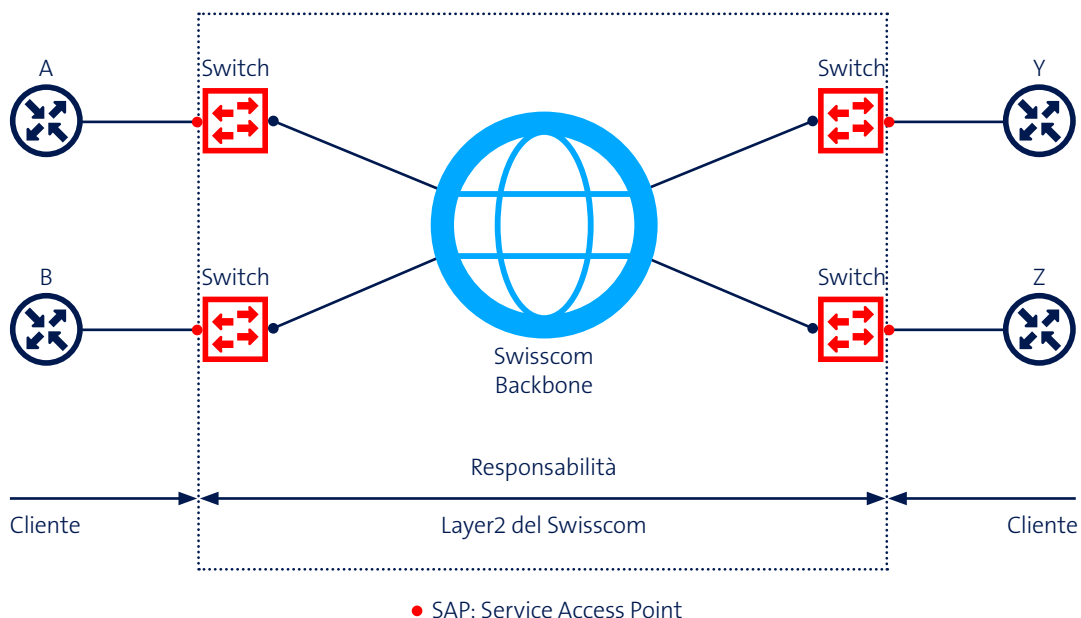 A
Switch
Switch
Y
B
Switch
Switch
Z
Swisscom
Backbone
Responsabilità
Cliente
Layer2 del Swisscom
Cliente
SAP: Service Access Point